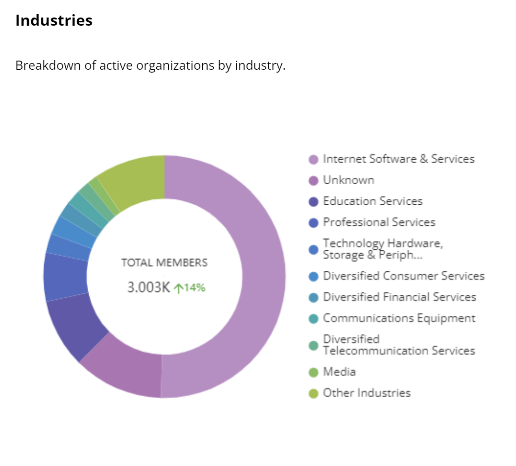 Industries
Breakdown of active organizations by industry.
TOTAL MEMBERS
3.003K ↑14%
Internet Software & Services
Unknown
Education Services
Professional Services
Technology Hardware,
Storage & Periph...
Diversified Consumer Services
Diversified Financial Services
Communications Equipment
Diversified
Telecommunication Services
Media
Other Industries